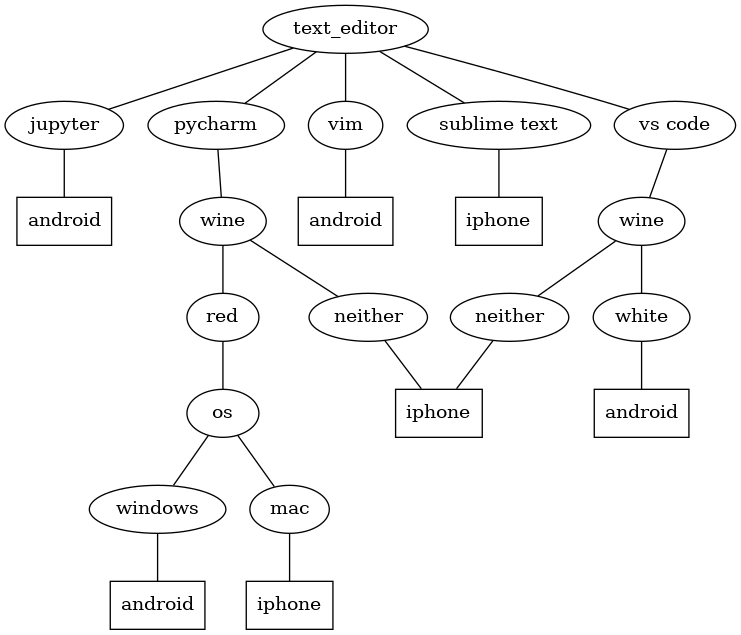 text_editor
jupyter
pycharm
vim
sublime text
vs code
android
wine
android
iphone
wine
red
neither
neither
white
os
iphone
android
windows
mac
android
iphone